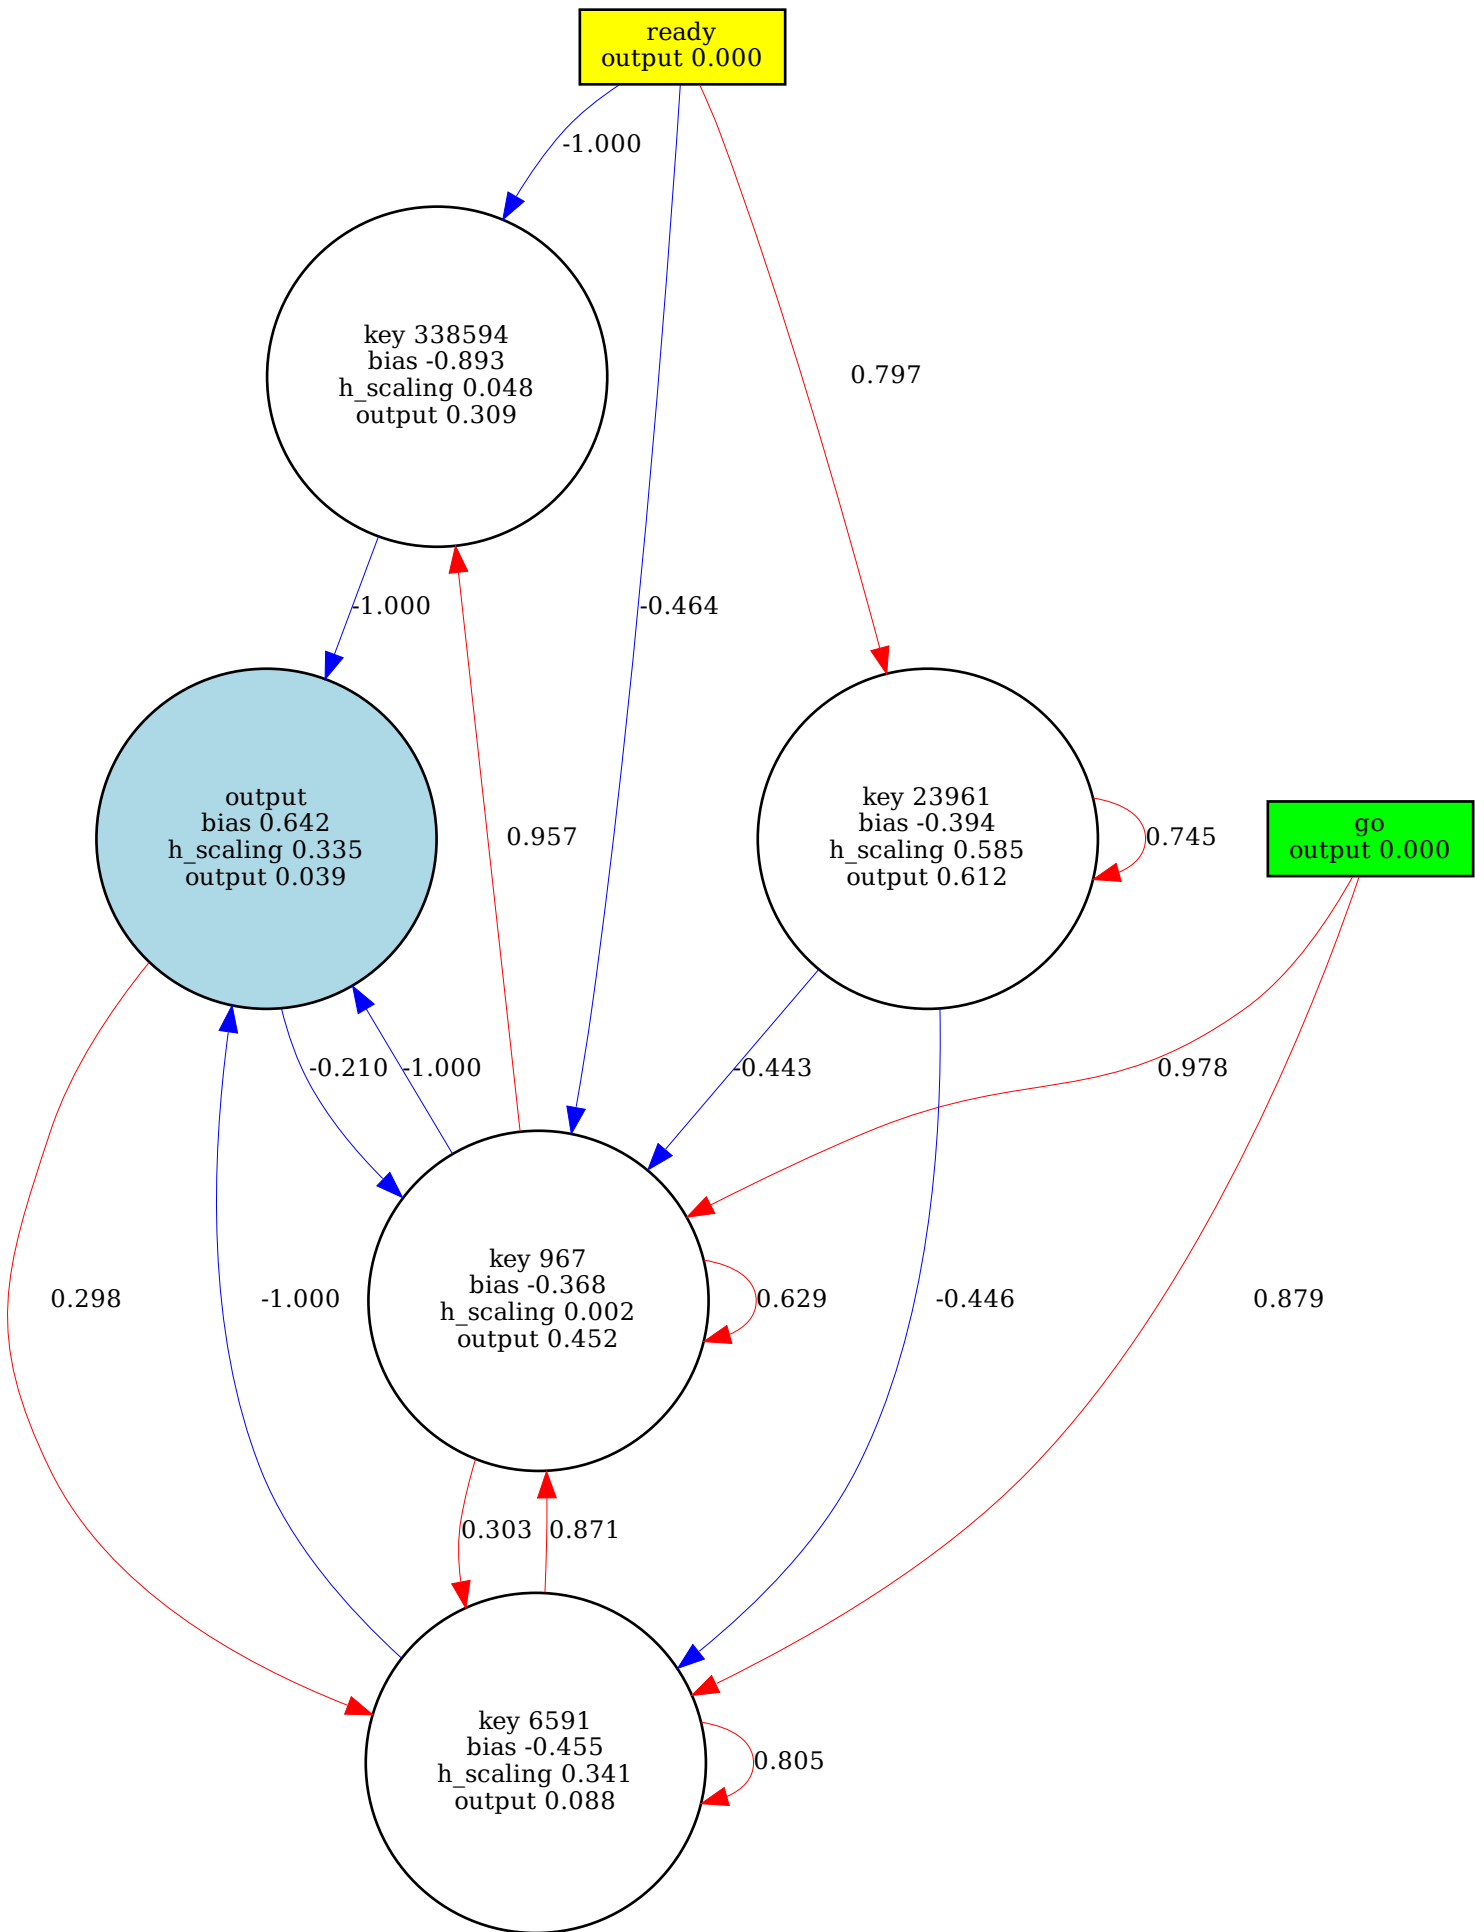 ready
output 0.000
-1.000
key 338594
bias -0.893
h_scaling 0.048
output 0.309
0.797
-1.000
-0.464
output
bias 0.642
h_scaling 0.335
output 0.039
0.957
key 23961
bias -0.394
h_scaling 0.585
output 0.612
0.745
go
output 0.000
-0.210
-1.000
-0.443
0.978
0.298
-1.000
key 967
bias -0.368
h_scaling 0.002
output 0.452
0.629
-0.446
0.879
0.303
0.871
key 6591
bias -0.455
h_scaling 0.341
output 0.088
0.805